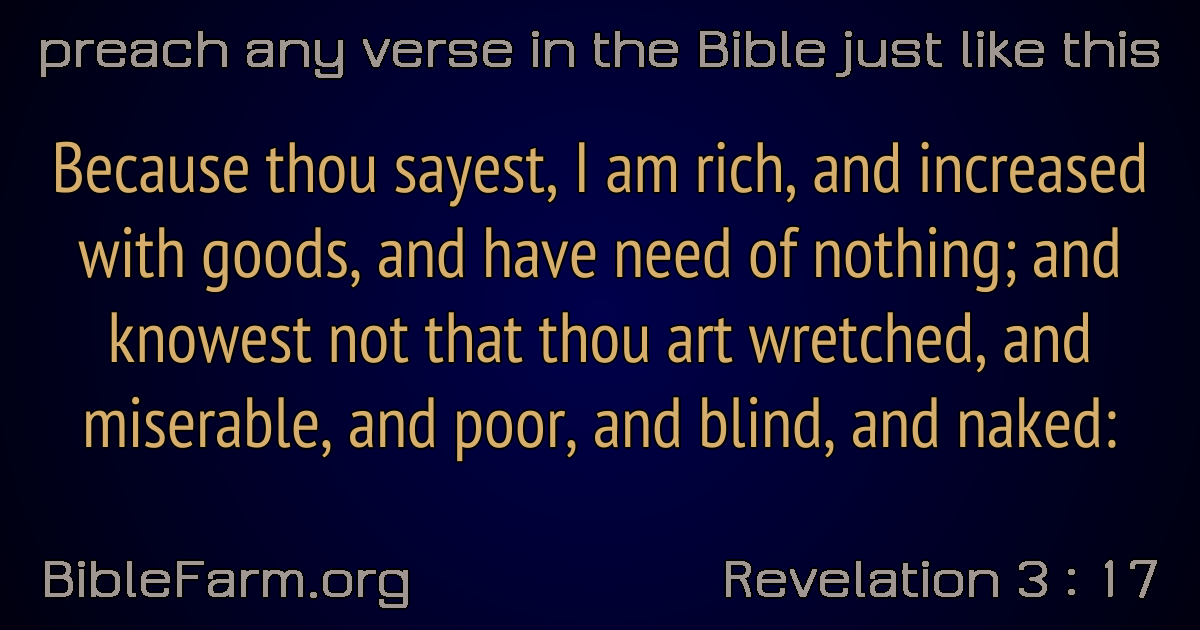 preach any verse in the Bible just like this
Because thou sayest, I am rich, and increased
with goods, and have need of nothing; and
knowest not that thou art wretched, and
miserable, and poor, and blind, and naked:
BibleFarm.org
Revelation 3 : 17